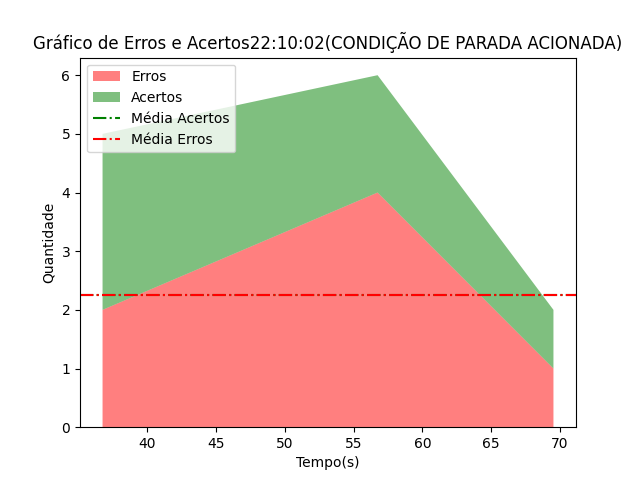 Gráfico de Erros e Acertos22:10:02(CONDIÇÃO DE PARADA ACIONADA)
Erros
Acertos
Média Acertos
Média Erros
Quantidade
6
5
4
3
2
1
0
40 45 50 55 60 65 70
Tempo(s)